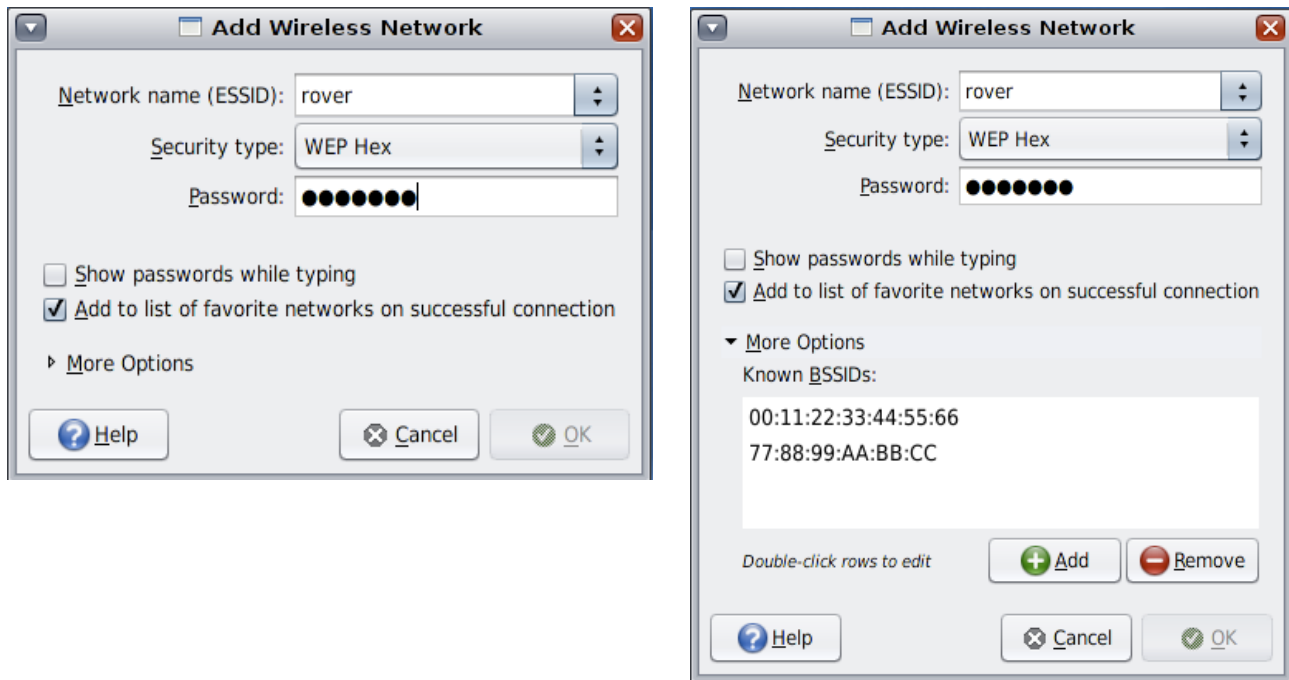 Add Wireless Network
Network name (ESSID): rover
Security type: WEP Hex
Password: ●●●●●●●
Show passwords while typing
Add to list of favorite networks on successful connection
More Options
Help Cancel OK
Add Wireless Network
Network name (ESSID): rover
Security type: WEP Hex
Password: ●●●●●●●
Show passwords while typing
Add to list of favorite networks on successful connection
More Options
Known BSSIDs:
00:11:22:33:44:55:66
77:88:99:AA:BB:CC
Double-click rows to edit Add Remove
Help Cancel OK